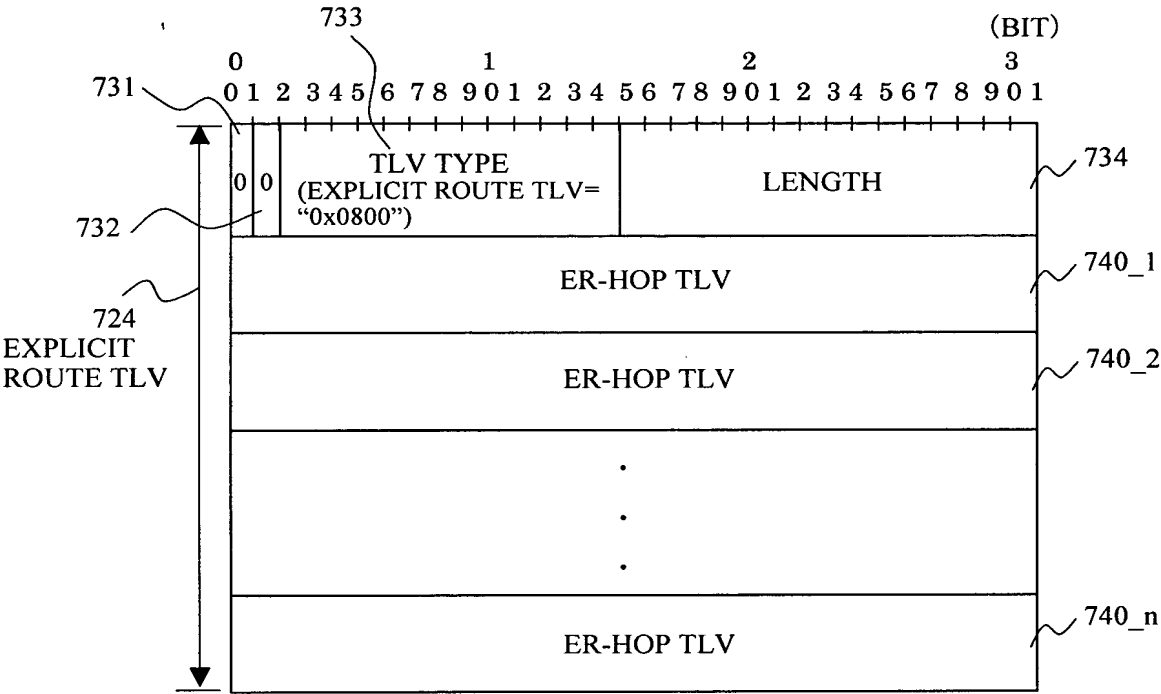 733
(BIT)
0 1 2 3
731
0 1 2 3 4 5 6 7 8 9 0 1 2 3 4 5 6 7 8 9 0 1 2 3 4 5 6 7 8 9 0 1
TLV TYPE
(EXPLICIT ROUTE TLV=
“0x0800”)
0 0
LENGTH
734
732
ER-HOP TLV
740_1
724
EXPLICIT
ROUTE TLV
ER-HOP TLV
740_2
.
.
.
ER-HOP TLV
740_n